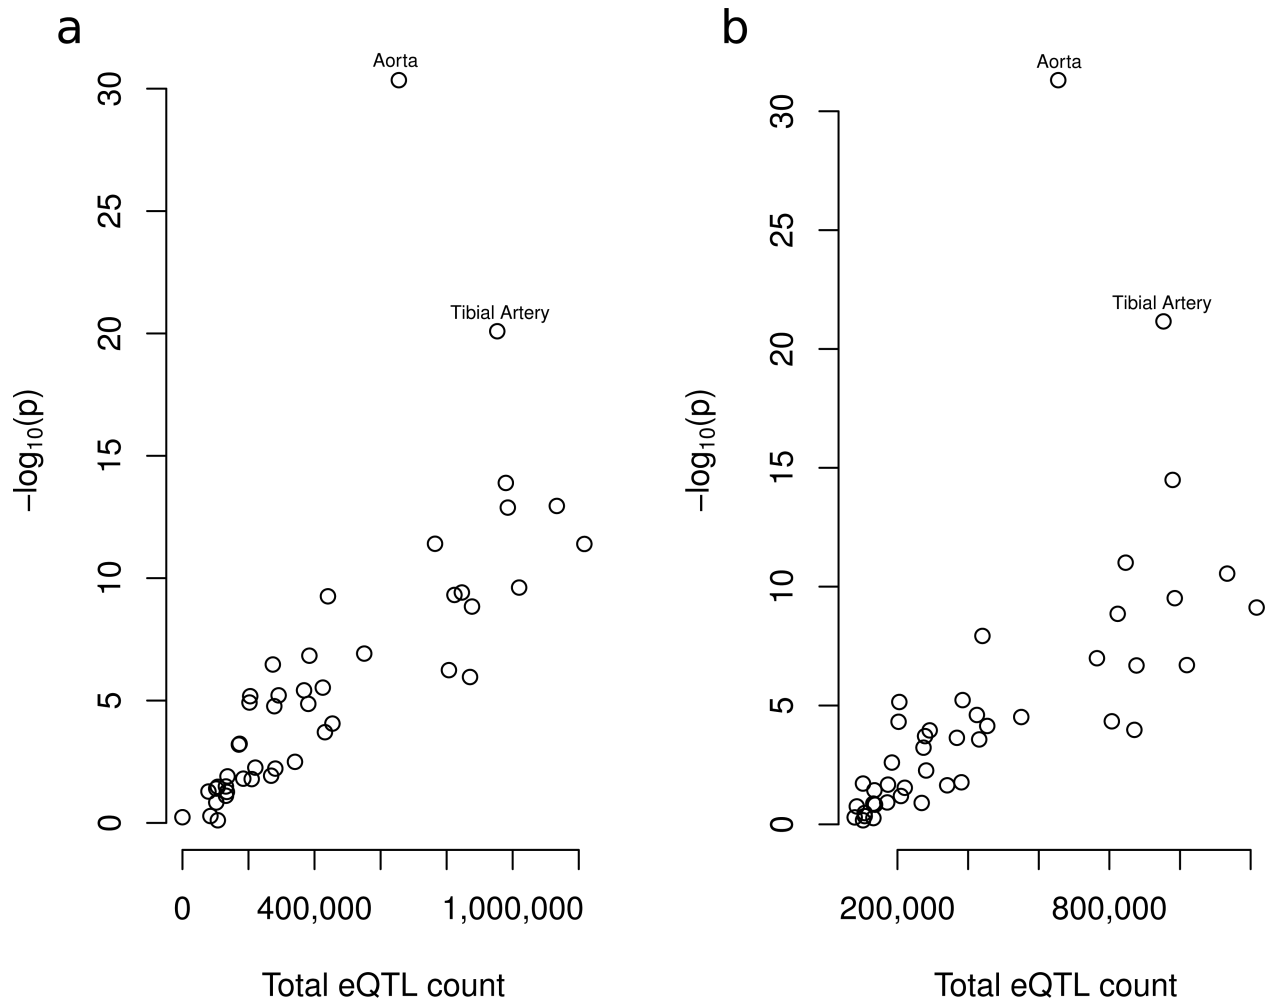 a
Aorta
Tibial Artery
30
25
20
15
10
5
0
−log10(p)
0
400,000
1,000,000
Total eQTL count
b
Aorta
Tibial Artery
30
25
20
15
10
5
0
−log10(p)
200,000
800,000
Total eQTL count